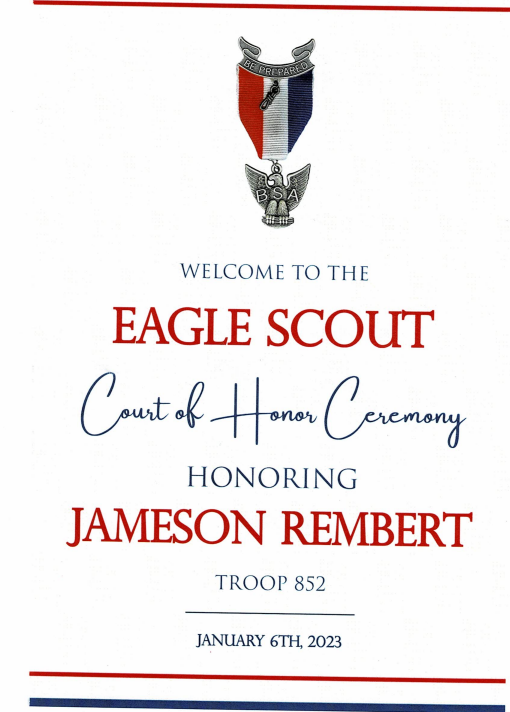 BE PREPARED
BSA
WELCOME TO THE
EAGLE SCOUT
Court of Honor Ceremony
HONORING
JAMESON REMBERT
TROOP 852
JANUARY 6TH, 2023